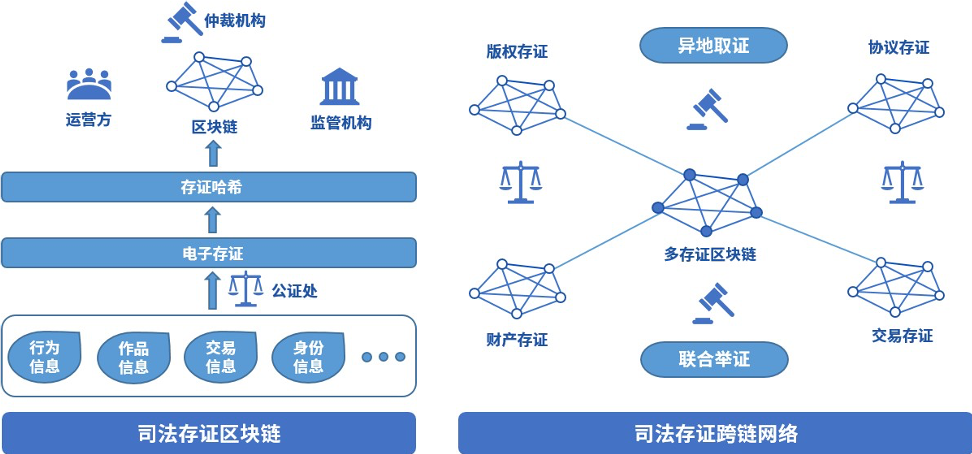 仲裁机构
运营方
区块链
监管机构
存证哈希
电子存证
公证处
行为
信息
作品
信息
交易
信息
身份
信息
司法存证区块链
异地取证
版权存证
协议存证
多存证区块链
财产存证
交易存证
联合举证
司法存证跨链网络